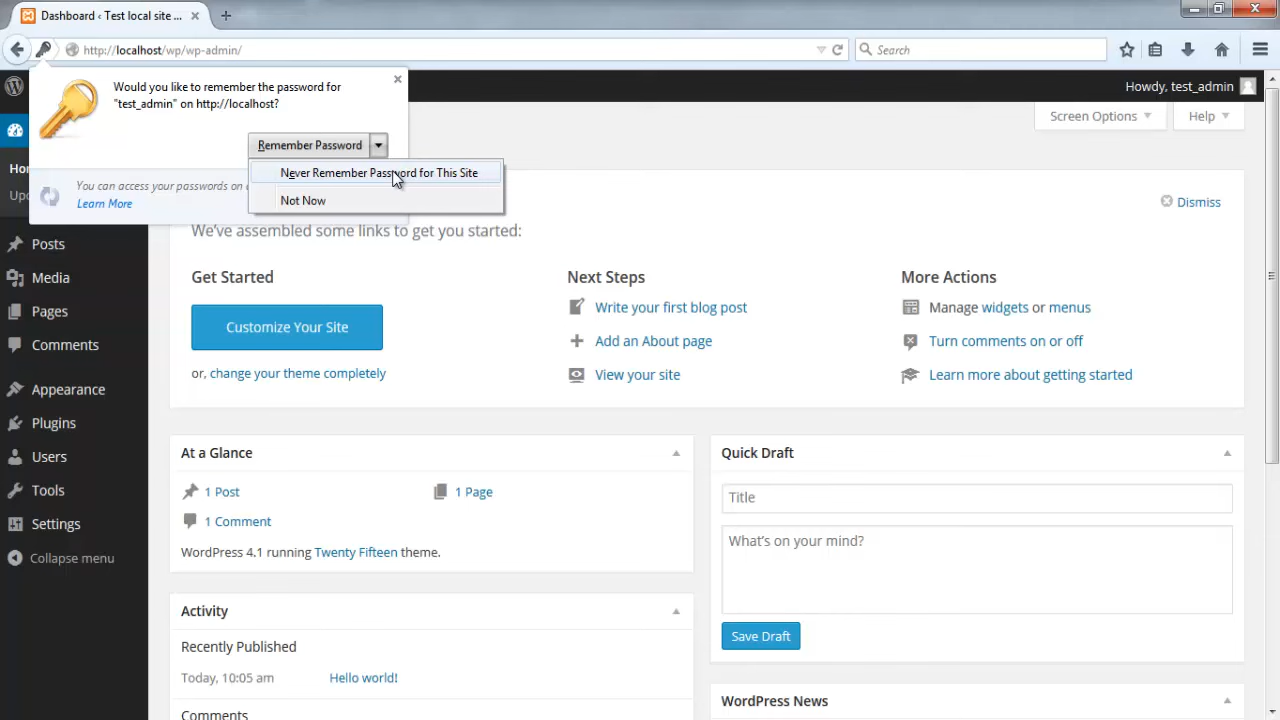 Dashboard ‹ Test local site ...
http://localhost/wp/wp-admin/
Search
Howdy, test_admin
Would you like to remember the password for
"test_admin" on http://localhost?
Remember Password
Never Remember Password for This Site
Not Now
You can access your passwords on
Learn More
Screen Options
Help
Dismiss
We've assembled some links to get you started:
Posts
Media
Pages
Comments
Appearance
Plugins
Users
Tools
Settings
Collapse menu
Get Started
Customize Your Site
or, change your theme completely
Next Steps
Write your first blog post
Add an About page
View your site
More Actions
Manage widgets or menus
Turn comments on or off
Learn more about getting started
At a Glance
1 Post
1 Page
1 Comment
WordPress 4.1 running Twenty Fifteen theme.
Activity
Recently Published
Today, 10:05 am
Hello world!
Comments
Quick Draft
Title
What's on your mind?
Save Draft
WordPress News